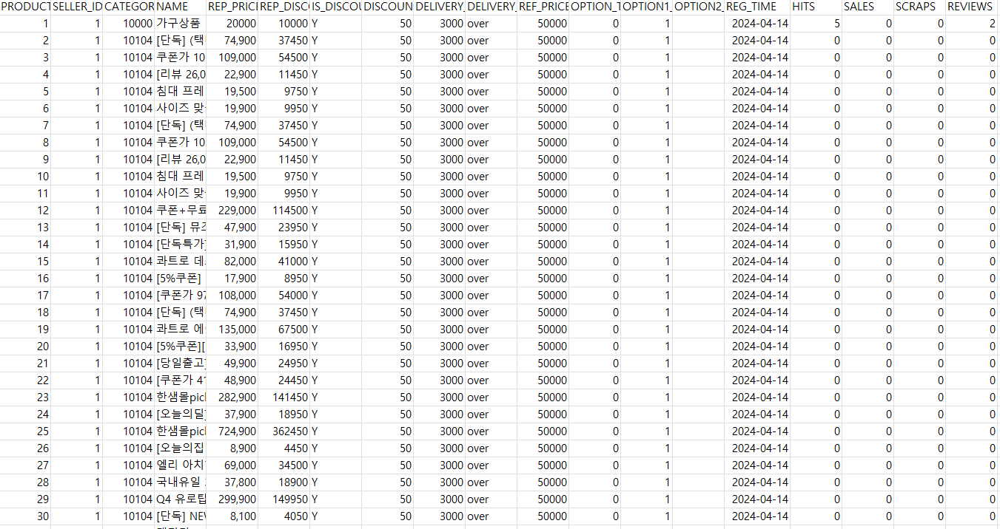 PRODUCT SELLER_ID CATEGOR NAME REP_PRICI REP_DISCO IS_DISCOU DISCOUN DELIVERY_ DELIVERY_ REF_PRICE OPTION_T OPTION1_ OPTION2_ REG_TIME HITS SALES SCRAPS REVIEWS
1 1 10000 가구상품 20000 10000 Y 50 3000 over 50000 0 1 2024-04-14 5 0 0 2
2 1 10104 [단독] (택 74,900 37450 Y 50 3000 over 50000 0 1 2024-04-14 0 0 0 0
3 1 10104 쿠폰가 10 109,000 54500 Y 50 3000 over 50000 0 1 2024-04-14 0 0 0 0
4 1 10104 [리뷰 26,0 22,900 11450 Y 50 3000 over 50000 0 1 2024-04-14 0 0 0 0
5 1 10104 침대 프레 19,500 9750 Y 50 3000 over 50000 0 1 2024-04-14 0 0 0 0
6 1 10104 사이즈 맞 19,900 9950 Y 50 3000 over 50000 0 1 2024-04-14 0 0 0 0
7 1 10104 [단독] (택 74,900 37450 Y 50 3000 over 50000 0 1 2024-04-14 0 0 0 0
8 1 10104 쿠폰가 10 109,000 54500 Y 50 3000 over 50000 0 1 2024-04-14 0 0 0 0
9 1 10104 [리뷰 26,0 22,900 11450 Y 50 3000 over 50000 0 1 2024-04-14 0 0 0 0
10 1 10104 침대 프레 19,500 9750 Y 50 3000 over 50000 0 1 2024-04-14 0 0 0 0
11 1 10104 사이즈 맞 19,900 9950 Y 50 3000 over 50000 0 1 2024-04-14 0 0 0 0
12 1 10104 쿠폰+무료 229,000 114500 Y 50 3000 over 50000 0 1 2024-04-14 0 0 0 0
13 1 10104 [단독] 뮤즈 47,900 23950 Y 50 3000 over 50000 0 1 2024-04-14 0 0 0 0
14 1 10104 [단독특가] 31,900 15950 Y 50 3000 over 50000 0 1 2024-04-14 0 0 0 0
15 1 10104 콰트로 데 82,000 41000 Y 50 3000 over 50000 0 1 2024-04-14 0 0 0 0
16 1 10104 [5%쿠폰] 17,900 8950 Y 50 3000 over 50000 0 1 2024-04-14 0 0 0 0
17 1 10104 [쿠폰가 97 108,000 54000 Y 50 3000 over 50000 0 1 2024-04-14 0 0 0 0
18 1 10104 [단독] (택 74,900 37450 Y 50 3000 over 50000 0 1 2024-04-14 0 0 0 0
19 1 10104 콰트로 에 135,000 67500 Y 50 3000 over 50000 0 1 2024-04-14 0 0 0 0
20 1 10104 [5%쿠폰][ 33,900 16950 Y 50 3000 over 50000 0 1 2024-04-14 0 0 0 0
21 1 10104 [당일출고] 49,900 24950 Y 50 3000 over 50000 0 1 2024-04-14 0 0 0 0
22 1 10104 [쿠폰가 41 48,900 24450 Y 50 3000 over 50000 0 1 2024-04-14 0 0 0 0
23 1 10104 한샘몰pick 282,900 141450 Y 50 3000 over 50000 0 1 2024-04-14 0 0 0 0
24 1 10104 [오늘의딜] 37,900 18950 Y 50 3000 over 50000 0 1 2024-04-14 0 0 0 0
25 1 10104 한샘몰pick 724,900 362450 Y 50 3000 over 50000 0 1 2024-04-14 0 0 0 0
26 1 10104 [오늘의집 8,900 4450 Y 50 3000 over 50000 0 1 2024-04-14 0 0 0 0
27 1 10104 엘리 아치 69,000 34500 Y 50 3000 over 50000 0 1 2024-04-14 0 0 0 0
28 1 10104 국내유일 37,800 18900 Y 50 3000 over 50000 0 1 2024-04-14 0 0 0 0
29 1 10104 Q4 유로탑 299,900 149950 Y 50 3000 over 50000 0 1 2024-04-14 0 0 0 0
30 1 10104 [단독] NEW 8,100 4050 Y 50 3000 over 50000 0 1 2024-04-14 0 0 0 0